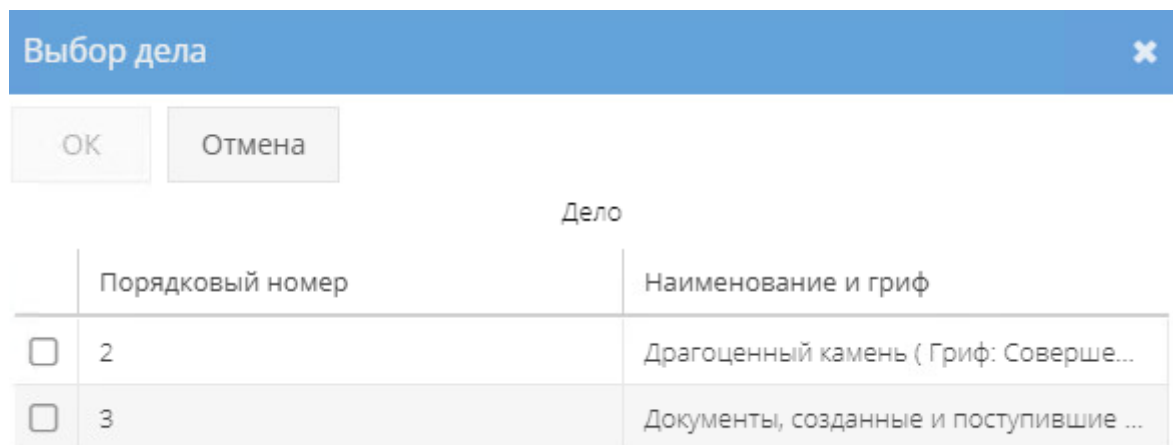 Выбор дела
ОК Отмена
Дело
Порядковый номер Наименование и гриф
2 Драгоценный камень ( Гриф: Соверше...
3 Документы, созданные и поступившие ...